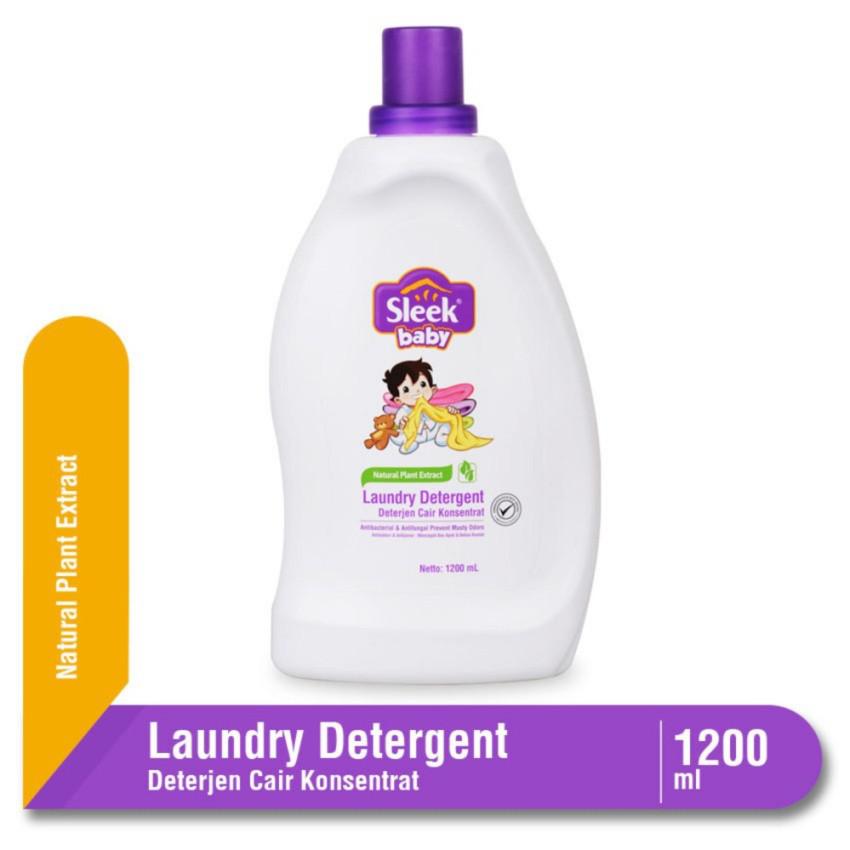 Sleek®
baby
Natural Plant Extract
Laundry Detergent
Deterjen Cair Konsentrat
Antibacterial & Antifungal Prevent Musty Odors
Netto: 1200 mL
Natural Plant Extract
Laundry Detergent
Deterjen Cair Konsentrat
1200
ml